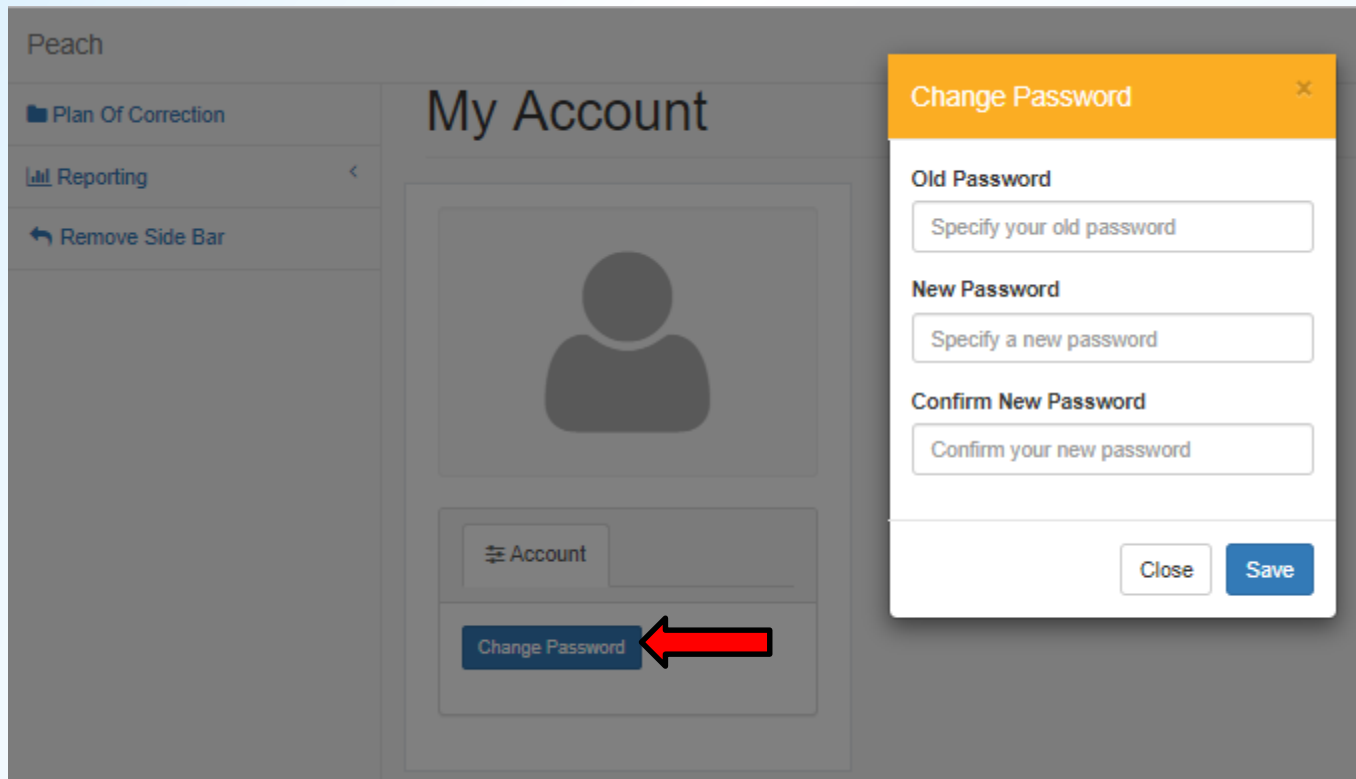 Peach
Plan Of Correction
Reporting
Remove Side Bar
My Account
Account
Change Password
Change Password
×
Old Password
Specify your old password
New Password
Specify a new password
Confirm New Password
Confirm your new password
Close
Save